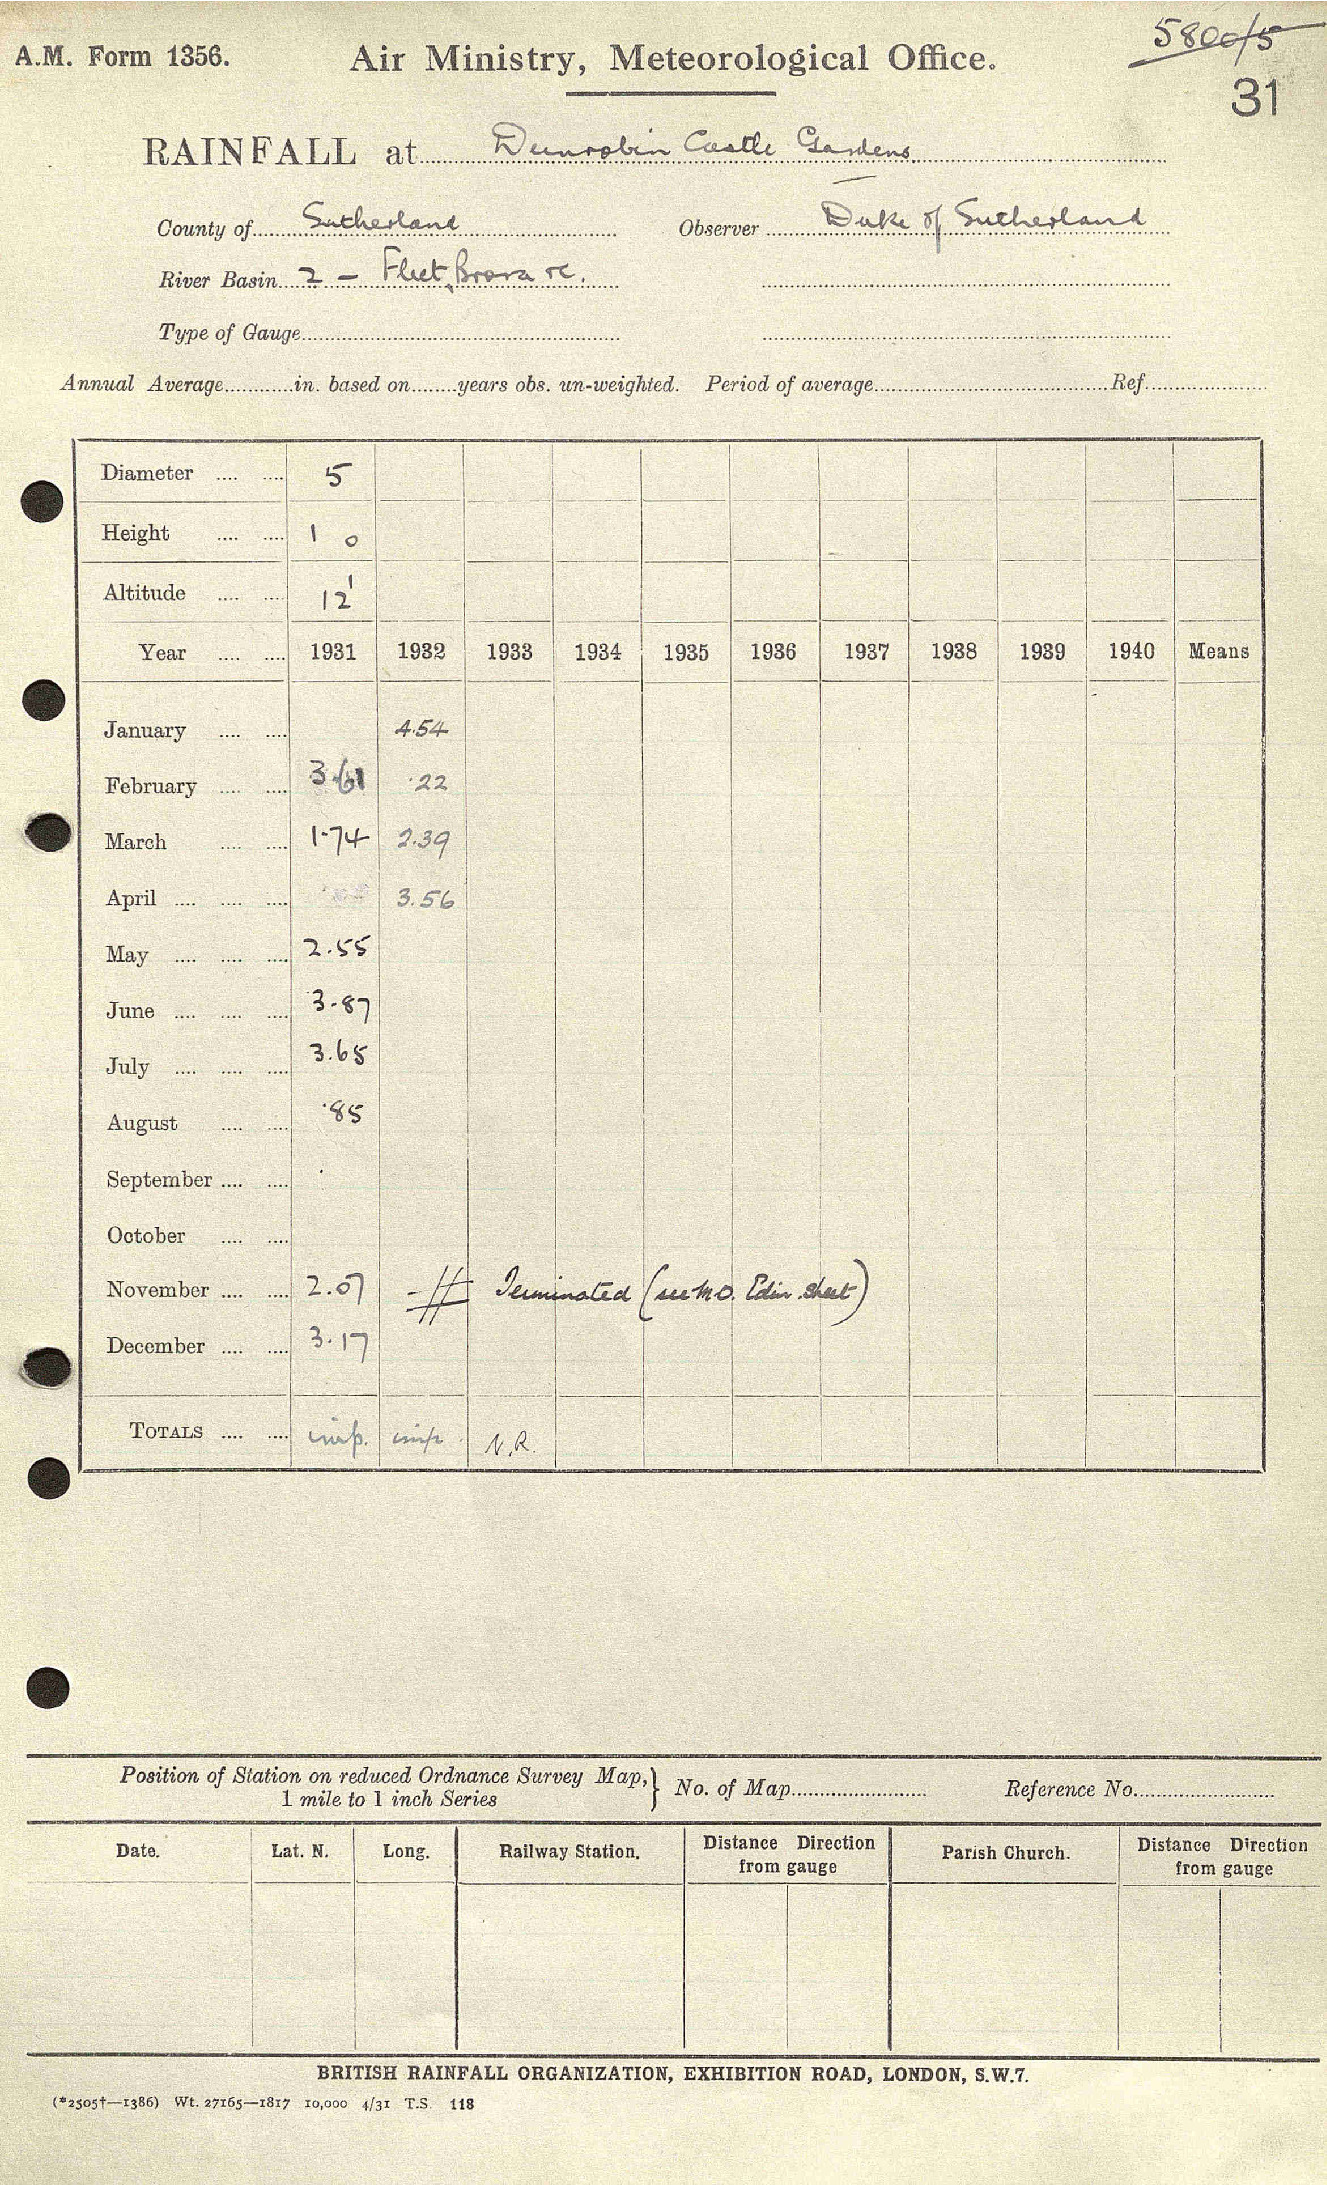 A.M. Form 1356.
Air Ministry, Meteorological Office.
5800/5
31
RAINFALL at Dunrobin Castle Gardens
County of Sutherland
Observer Duke of Sutherland
River Basin 2 - Fleet, Brora &c.
Type of Gauge
Annual Average in. based on years obs. un-weighted. Period of average Ref.
Diameter 5
Height 1 0
Altitude 12'
Year 1931 1932 1933 1934 1935 1936 1937 1938 1939 1940 Means
January 4.54
February 3.61 .22
March 1.74 2.39
April 3.56
May 2.55
June 3.87
July 3.65
August .85
September
October
November 2.07 Terminated (see M.O. Edin. sheet)
December 3.17
TOTALS imp. imp. N.R.
Position of Station on reduced Ordnance Survey Map,
1 mile to 1 inch Series
No. of Map
Reference No.
Date. Lat. N. Long. Railway Station. Distance Direction from gauge Parish Church. Distance Direction from gauge
BRITISH RAINFALL ORGANIZATION, EXHIBITION ROAD, LONDON, S.W.7.
(*2505†—1386) Wt. 27165—1817 10,000 4/31 T.S. 118